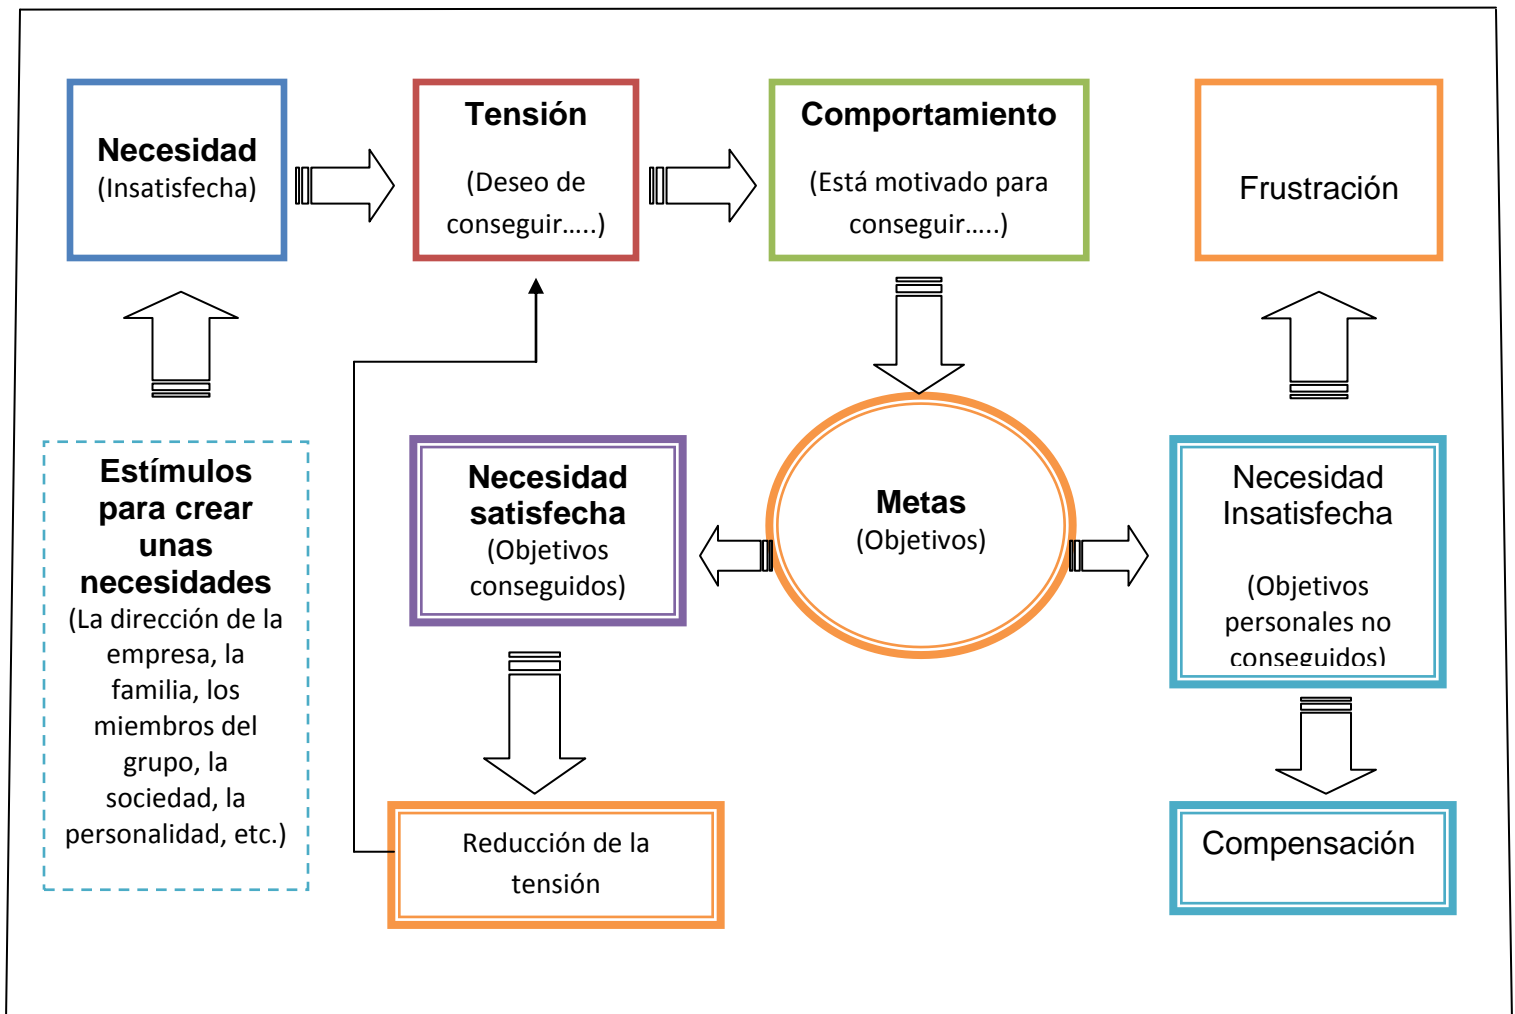 Necesidad
(Insatisfecha)
Tensión
(Deseo de
conseguir.....)
Comportamiento
(Está motivado para
conseguir.....)
Frustración
Estímulos
para crear
unas
necesidades
(La dirección de la
empresa, la
familia, los
miembros del
grupo, la
sociedad, la
personalidad, etc.)
Necesidad
satisfecha
(Objetivos
conseguidos)
Metas
(Objetivos)
Necesidad
Insatisfecha
(Objetivos
personales no
conseguidos)
Reducción de la
tensión
Compensación